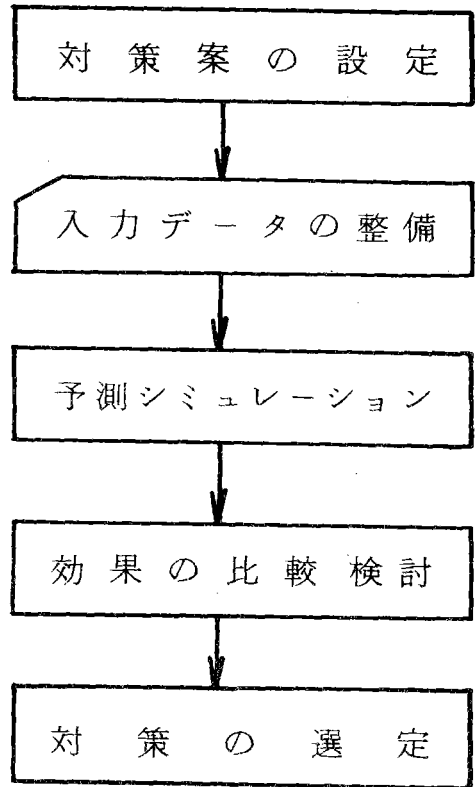 対策案の設定
入力データの整備
予測シミュレーション
効果の比較検討
対策の選定